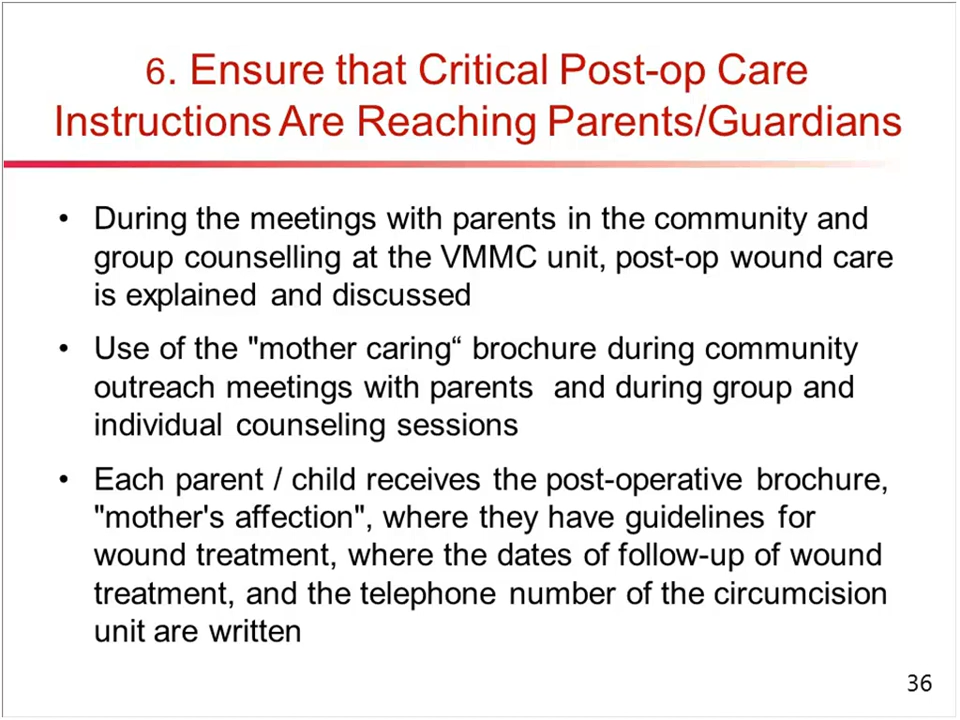 6. Ensure that Critical Post-op Care
Instructions Are Reaching Parents/Guardians
• During the meetings with parents in the community and
group counselling at the VMMC unit, post-op wound care
is explained and discussed
• Use of the "mother caring“ brochure during community
outreach meetings with parents and during group and
individual counseling sessions
• Each parent / child receives the post-operative brochure,
"mother's affection", where they have guidelines for
wound treatment, where the dates of follow-up of wound
treatment, and the telephone number of the circumcision
unit are written
36